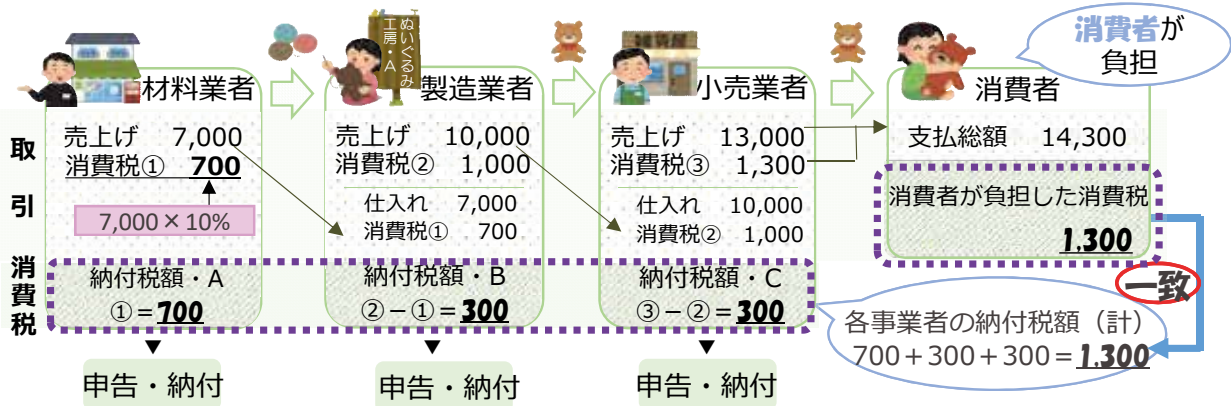 ぬいぐるみ
工房・A
雑貨屋
材料業者
製造業者
小売業者
消費者
消費者が
負担
取引
売上げ 7,000
消費税① 700
7,000×10%
売上げ 10,000
消費税② 1,000
仕入れ 7,000
消費税① 700
売上げ 13,000
消費税③ 1,300
仕入れ 10,000
消費税② 1,000
支払総額 14,300
消費者が負担した消費税
1,300
消費税
納付税額・A
①=700
納付税額・B
②-①=300
納付税額・C
③-②=300
一致
各事業者の納付税額（計）
700+300+300=1,300
申告・納付
申告・納付
申告・納付